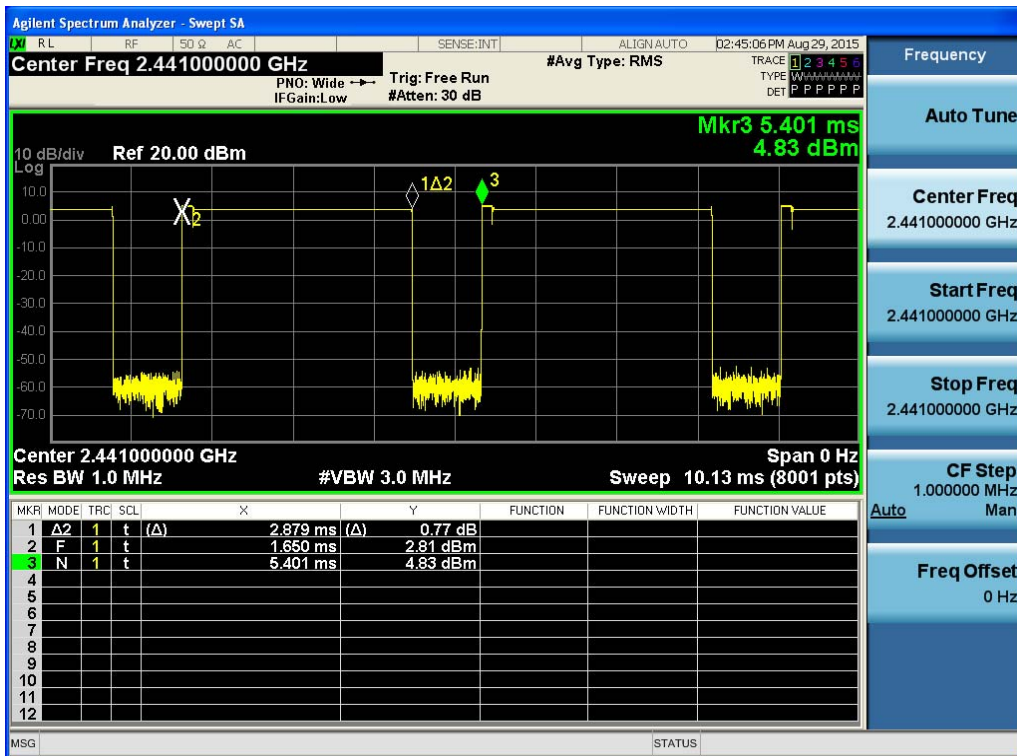 Agilent Spectrum Analyzer - Swept SA
LXI RL RF 50 Ω AC SENSE:INT ALIGN AUTO 02:45:06 PM Aug 29, 2015
Center Freq 2.441000000 GHz #Avg Type: RMS TRACE 1 2 3 4 5 6
PNO: Wide Trig: Free Run TYPE W
IFGain:Low #Atten: 30 dB DET P P P P P P
Mkr3 5.401 ms
4.83 dBm
10 dB/div Ref 20.00 dBm
Log
10.0
0.00
-10.0
-20.0
-30.0
-40.0
-50.0
-60.0
-70.0
X2
1Δ2
3
Center 2.441000000 GHz Span 0 Hz
Res BW 1.0 MHz #VBW 3.0 MHz Sweep 10.13 ms (8001 pts)
MKR MODE TRC SCL X Y FUNCTION FUNCTION WIDTH FUNCTION VALUE
1 Δ2 1 t (Δ) 2.879 ms (Δ) 0.77 dB
2 F 1 t 1.650 ms 2.81 dBm
3 N 1 t 5.401 ms 4.83 dBm
4
5
6
7
8
9
10
11
12
MSG STATUS
Frequency
Auto Tune
Center Freq
2.441000000 GHz
Start Freq
2.441000000 GHz
Stop Freq
2.441000000 GHz
CF Step
1.000000 MHz
Auto Man
Freq Offset
0 Hz